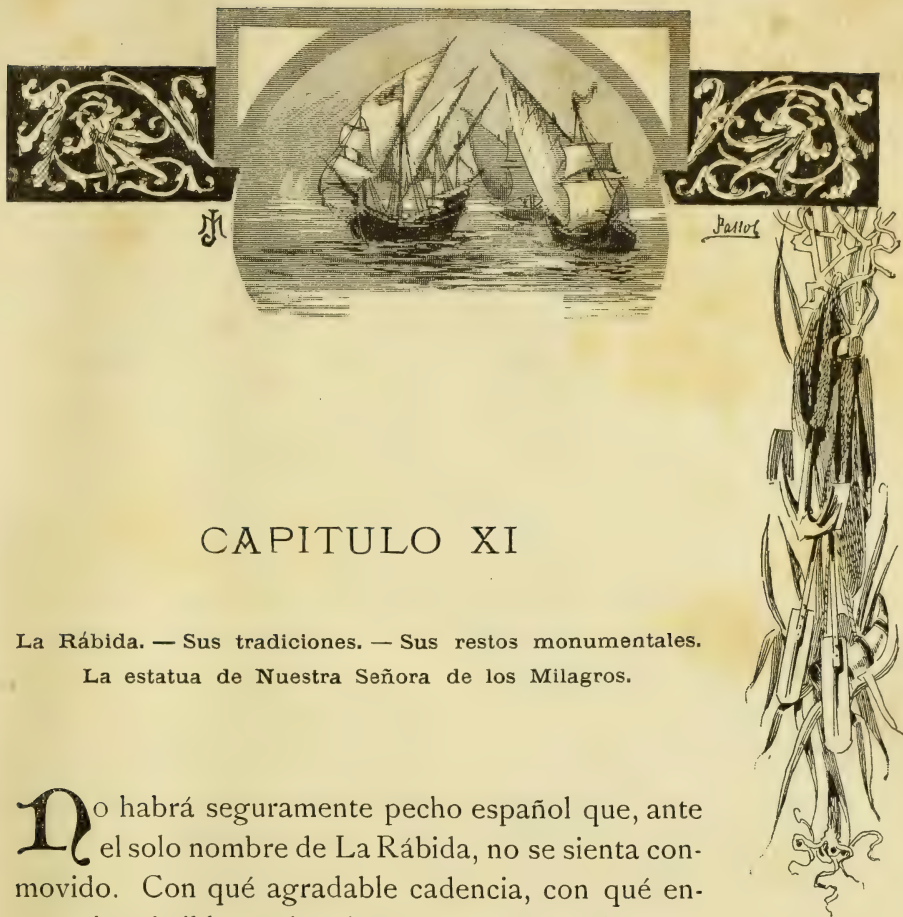 CAPITULO XI
La Rábida. — Sus tradiciones. — Sus restos monumentales.
La estatua de Nuestra Señora de los Milagros.
No habrá seguramente pecho español que, ante
el solo nombre de La Rábida, no se sienta con-
movido. Con qué agradable cadencia, con qué en-